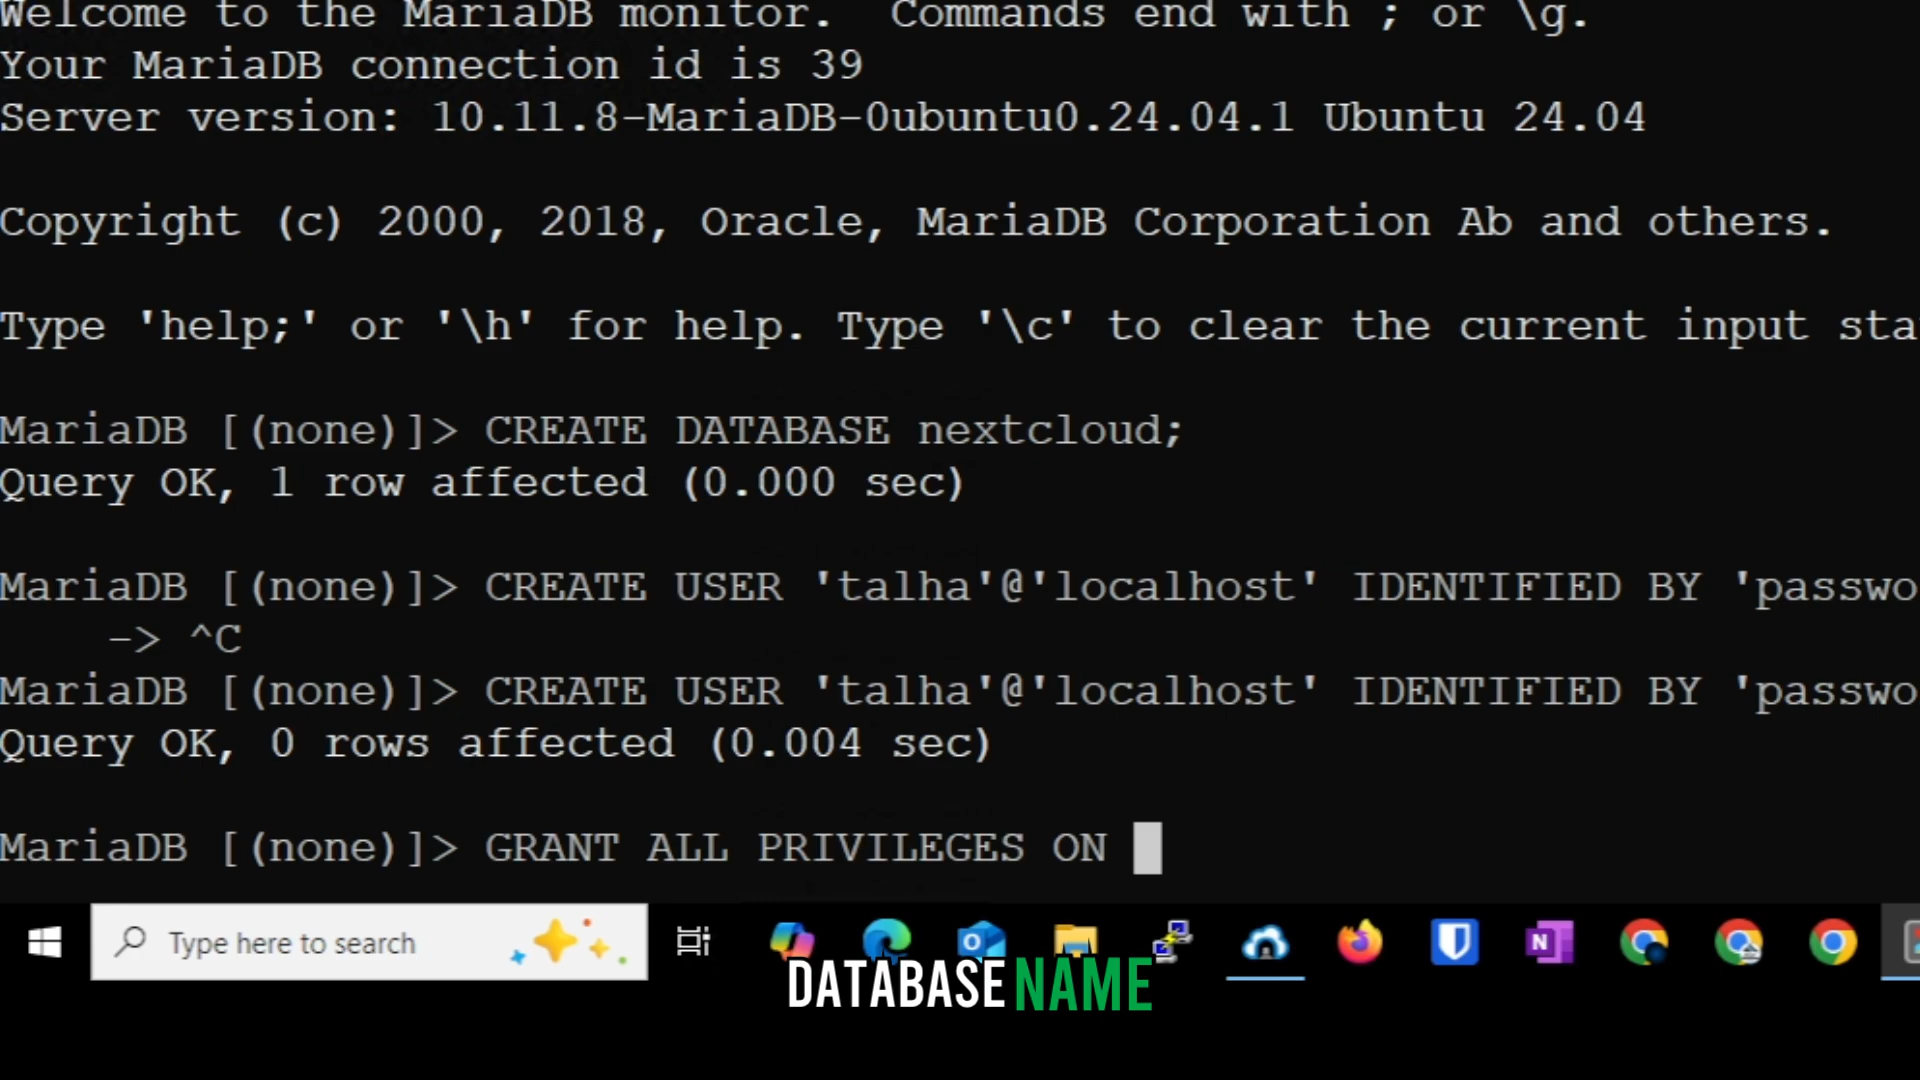 Welcome to the MariaDB monitor.  Commands end with ; or \g.
Your MariaDB connection id is 39
Server version: 10.11.8-MariaDB-0ubuntu0.24.04.1 Ubuntu 24.04
Copyright (c) 2000, 2018, Oracle, MariaDB Corporation Ab and others.
Type 'help;' or '\h' for help. Type '\c' to clear the current input sta
MariaDB [(none)]> CREATE DATABASE nextcloud;
Query OK, 1 row affected (0.000 sec)
MariaDB [(none)]> CREATE USER 'talha'@'localhost' IDENTIFIED BY 'passwo
-> ^C
MariaDB [(none)]> CREATE USER 'talha'@'localhost' IDENTIFIED BY 'passwo
Query OK, 0 rows affected (0.004 sec)
MariaDB [(none)]> GRANT ALL PRIVILEGES ON
Type here to search
DATABASE NAME